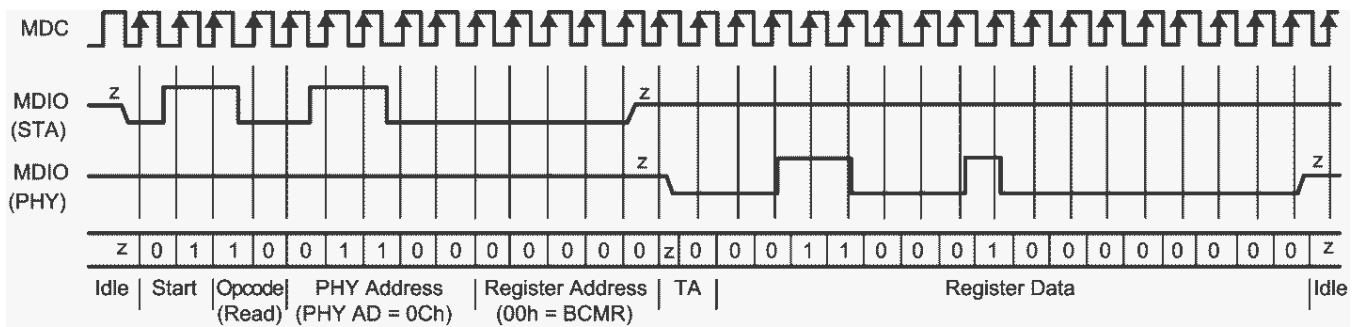 MDC
z z
MDIO
(STA)
z z
MDIO
(PHY)
z 0 1 1 0 0 1 1 0 0 0 0 0 0 0 z 0 0 0 1 1 0 0 0 1 0 0 0 0 0 0 0 0 z
Idle Start Opcode PHY Address Register Address TA Register Data Idle
(Read) (PHY AD = 0Ch) (00h = BCMR)